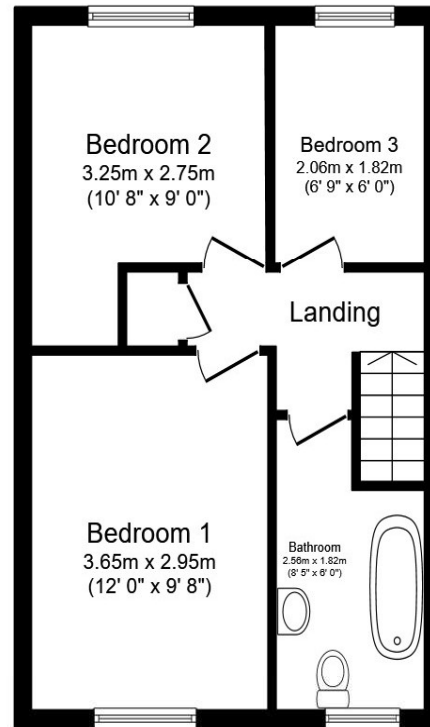 Bedroom 2
3.25m x 2.75m
(10' 8" x 9' 0")
Bedroom 3
2.06m x 1.82m
(6' 9" x 6' 0")
Landing
Bedroom 1
3.65m x 2.95m
(12' 0" x 9' 8")
Bathroom
2.56m x 1.82m
(8' 5" x 6' 0")